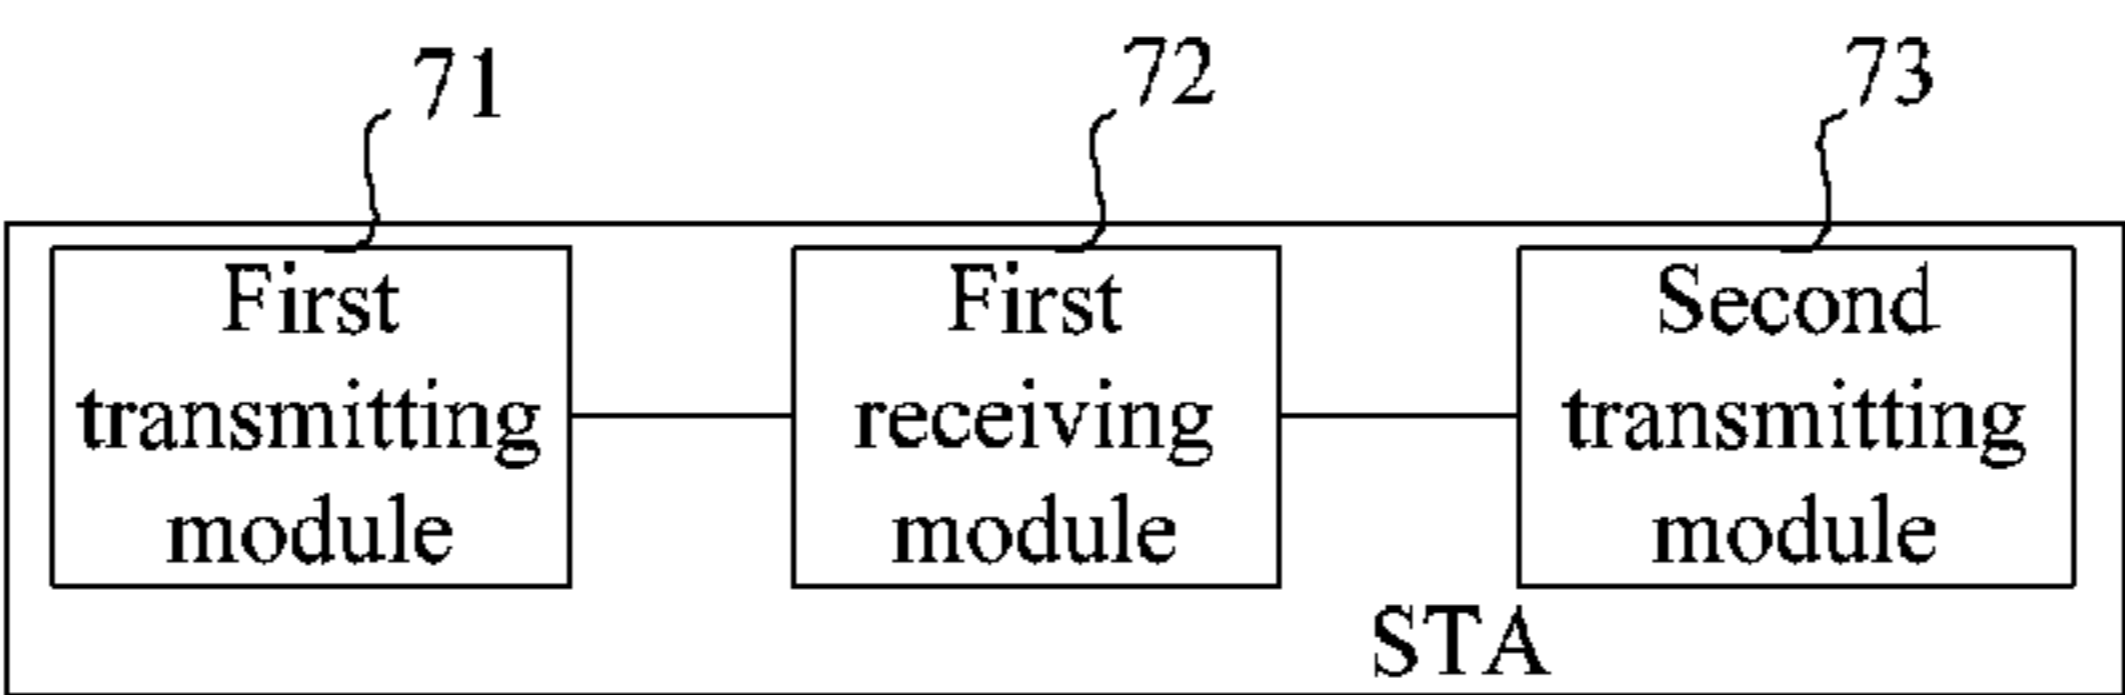 71
72
73
First
transmitting
module
First
receiving
module
Second
transmitting
module
STA